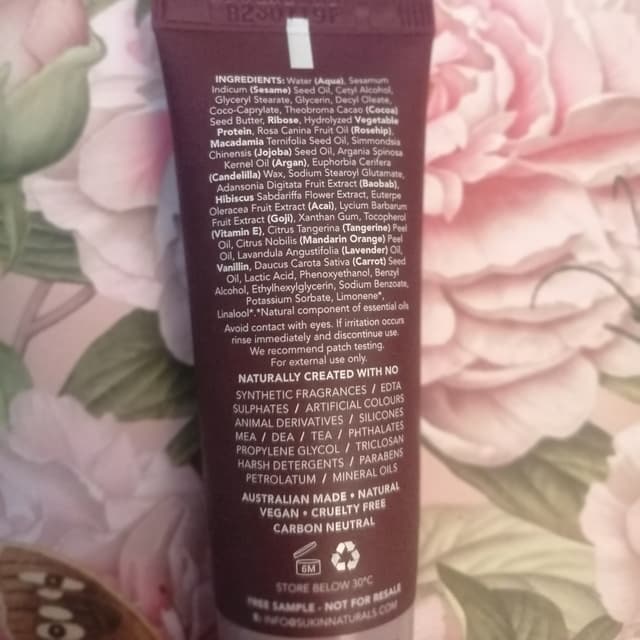 INGREDIENTS: Water (Aqua), Sesamum
Indicum (Sesame) Seed Oil, Cetyl Alcohol,
Glyceryl Stearate, Glycerin, Decyl Oleate,
Coco-Caprylate, Theobroma Cacao (Cocoa)
Seed Butter, Ribose, Hydrolyzed Vegetable
Protein, Rosa Canina Fruit Oil (Rosehip),
Macadamia Ternifolia Seed Oil, Simmondsia
Chinensis (Jojoba) Seed Oil, Argania Spinosa
Kernel Oil (Argan), Euphorbia Cerifera
(Candelilla) Wax, Sodium Stearoyl Glutamate,
Adansonia Digitata Fruit Extract (Baobab),
Hibiscus Sabdariffa Flower Extract, Euterpe
Oleracea Fruit Extract (Acai), Lycium Barbarum
Fruit Extract (Goji), Xanthan Gum, Tocopherol
(Vitamin E), Citrus Tangerina (Tangerine) Peel
Oil, Citrus Nobilis (Mandarin Orange) Peel
Oil, Lavandula Angustifolia (Lavender) Oil,
Vanillin, Daucus Carota Sativa (Carrot) Seed
Oil, Lactic Acid, Phenoxyethanol, Benzyl
Alcohol, Ethylhexylglycerin, Sodium Benzoate,
Potassium Sorbate, Limonene*,
Linalool*.*Natural component of essential oils
Avoid contact with eyes. If irritation occurs
rinse immediately and discontinue use.
We recommend patch testing.
For external use only.
NATURALLY CREATED WITH NO
SYNTHETIC FRAGRANCES / EDTA
SULPHATES / ARTIFICIAL COLOURS
ANIMAL DERIVATIVES / SILICONES
MEA / DEA / TEA / PHTHALATES
PROPYLENE GLYCOL / TRICLOSAN
HARSH DETERGENTS / PARABENS
PETROLATUM / MINERAL OILS
AUSTRALIAN MADE • NATURAL
VEGAN • CRUELTY FREE
CARBON NEUTRAL
6M
STORE BELOW 30°C
FREE SAMPLE - NOT FOR RESALE
E: INFO@SUKINNATURALS.COM